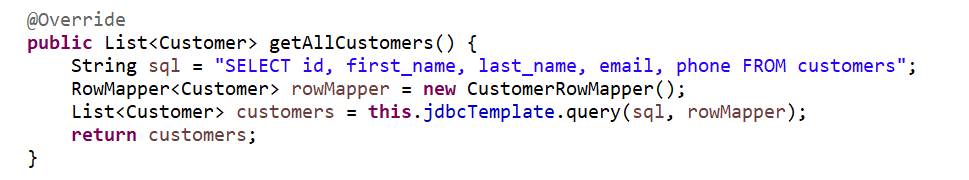 @Override
public List<Customer> getAllCustomers() {
    String sql = "SELECT id, first_name, last_name, email, phone FROM customers";
    RowMapper<Customer> rowMapper = new CustomerRowMapper();
    List<Customer> customers = this.jdbcTemplate.query(sql, rowMapper);
    return customers;
}